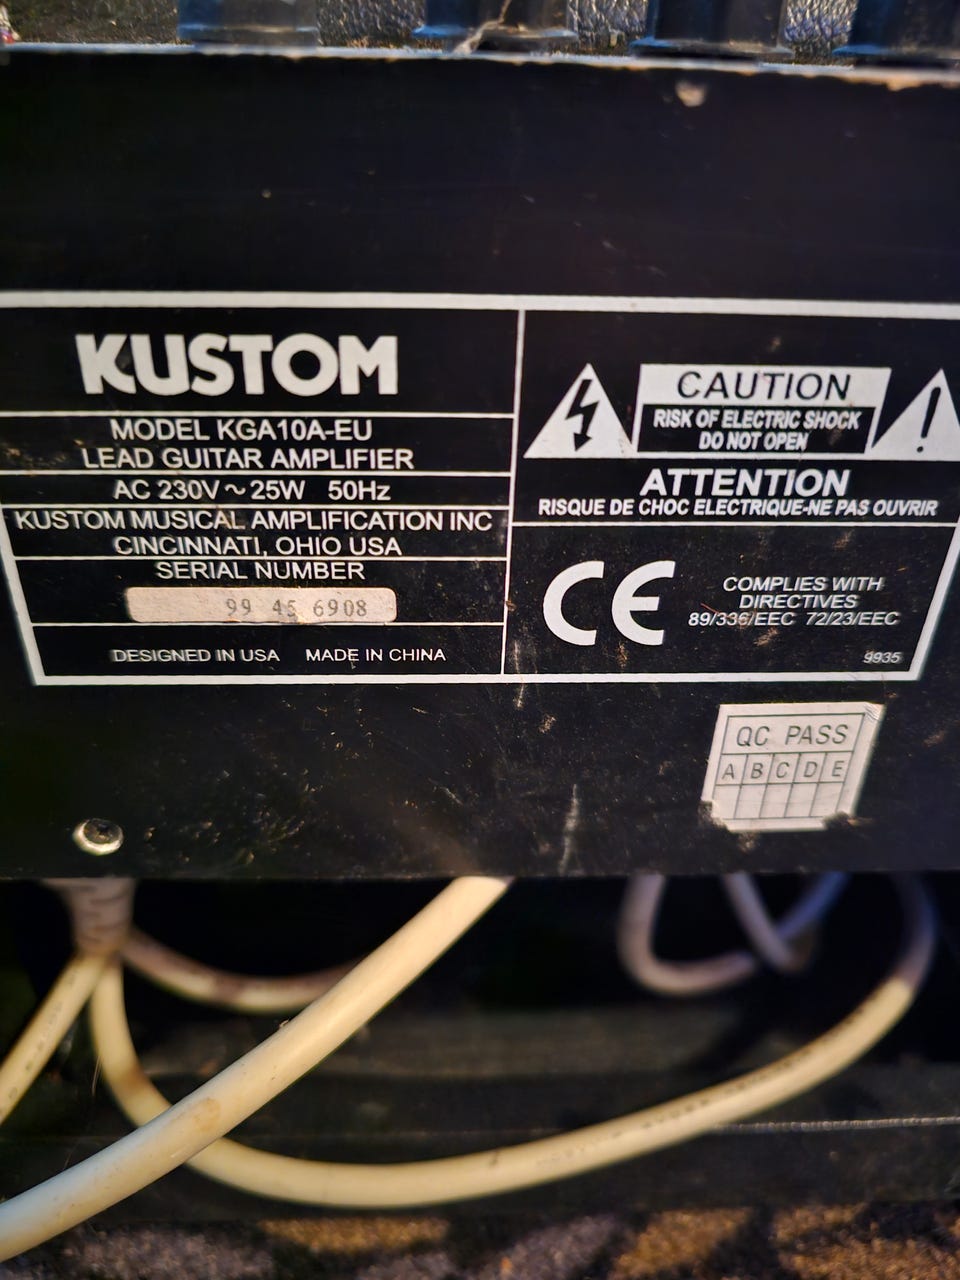 KUSTOM
MODEL KGA10A-EU
LEAD GUITAR AMPLIFIER
AC 230V ~ 25W 50Hz
KUSTOM MUSICAL AMPLIFICATION INC
CINCINNATI, OHIO USA
SERIAL NUMBER
99 45 6908
DESIGNED IN USA MADE IN CHINA
CAUTION
RISK OF ELECTRIC SHOCK
DO NOT OPEN
ATTENTION
RISQUE DE CHOC ELECTRIQUE-NE PAS OUVRIR
CE
COMPLIES WITH
DIRECTIVES
89/336/EEC 72/23/EEC
9935
QC PASS
A B C D E